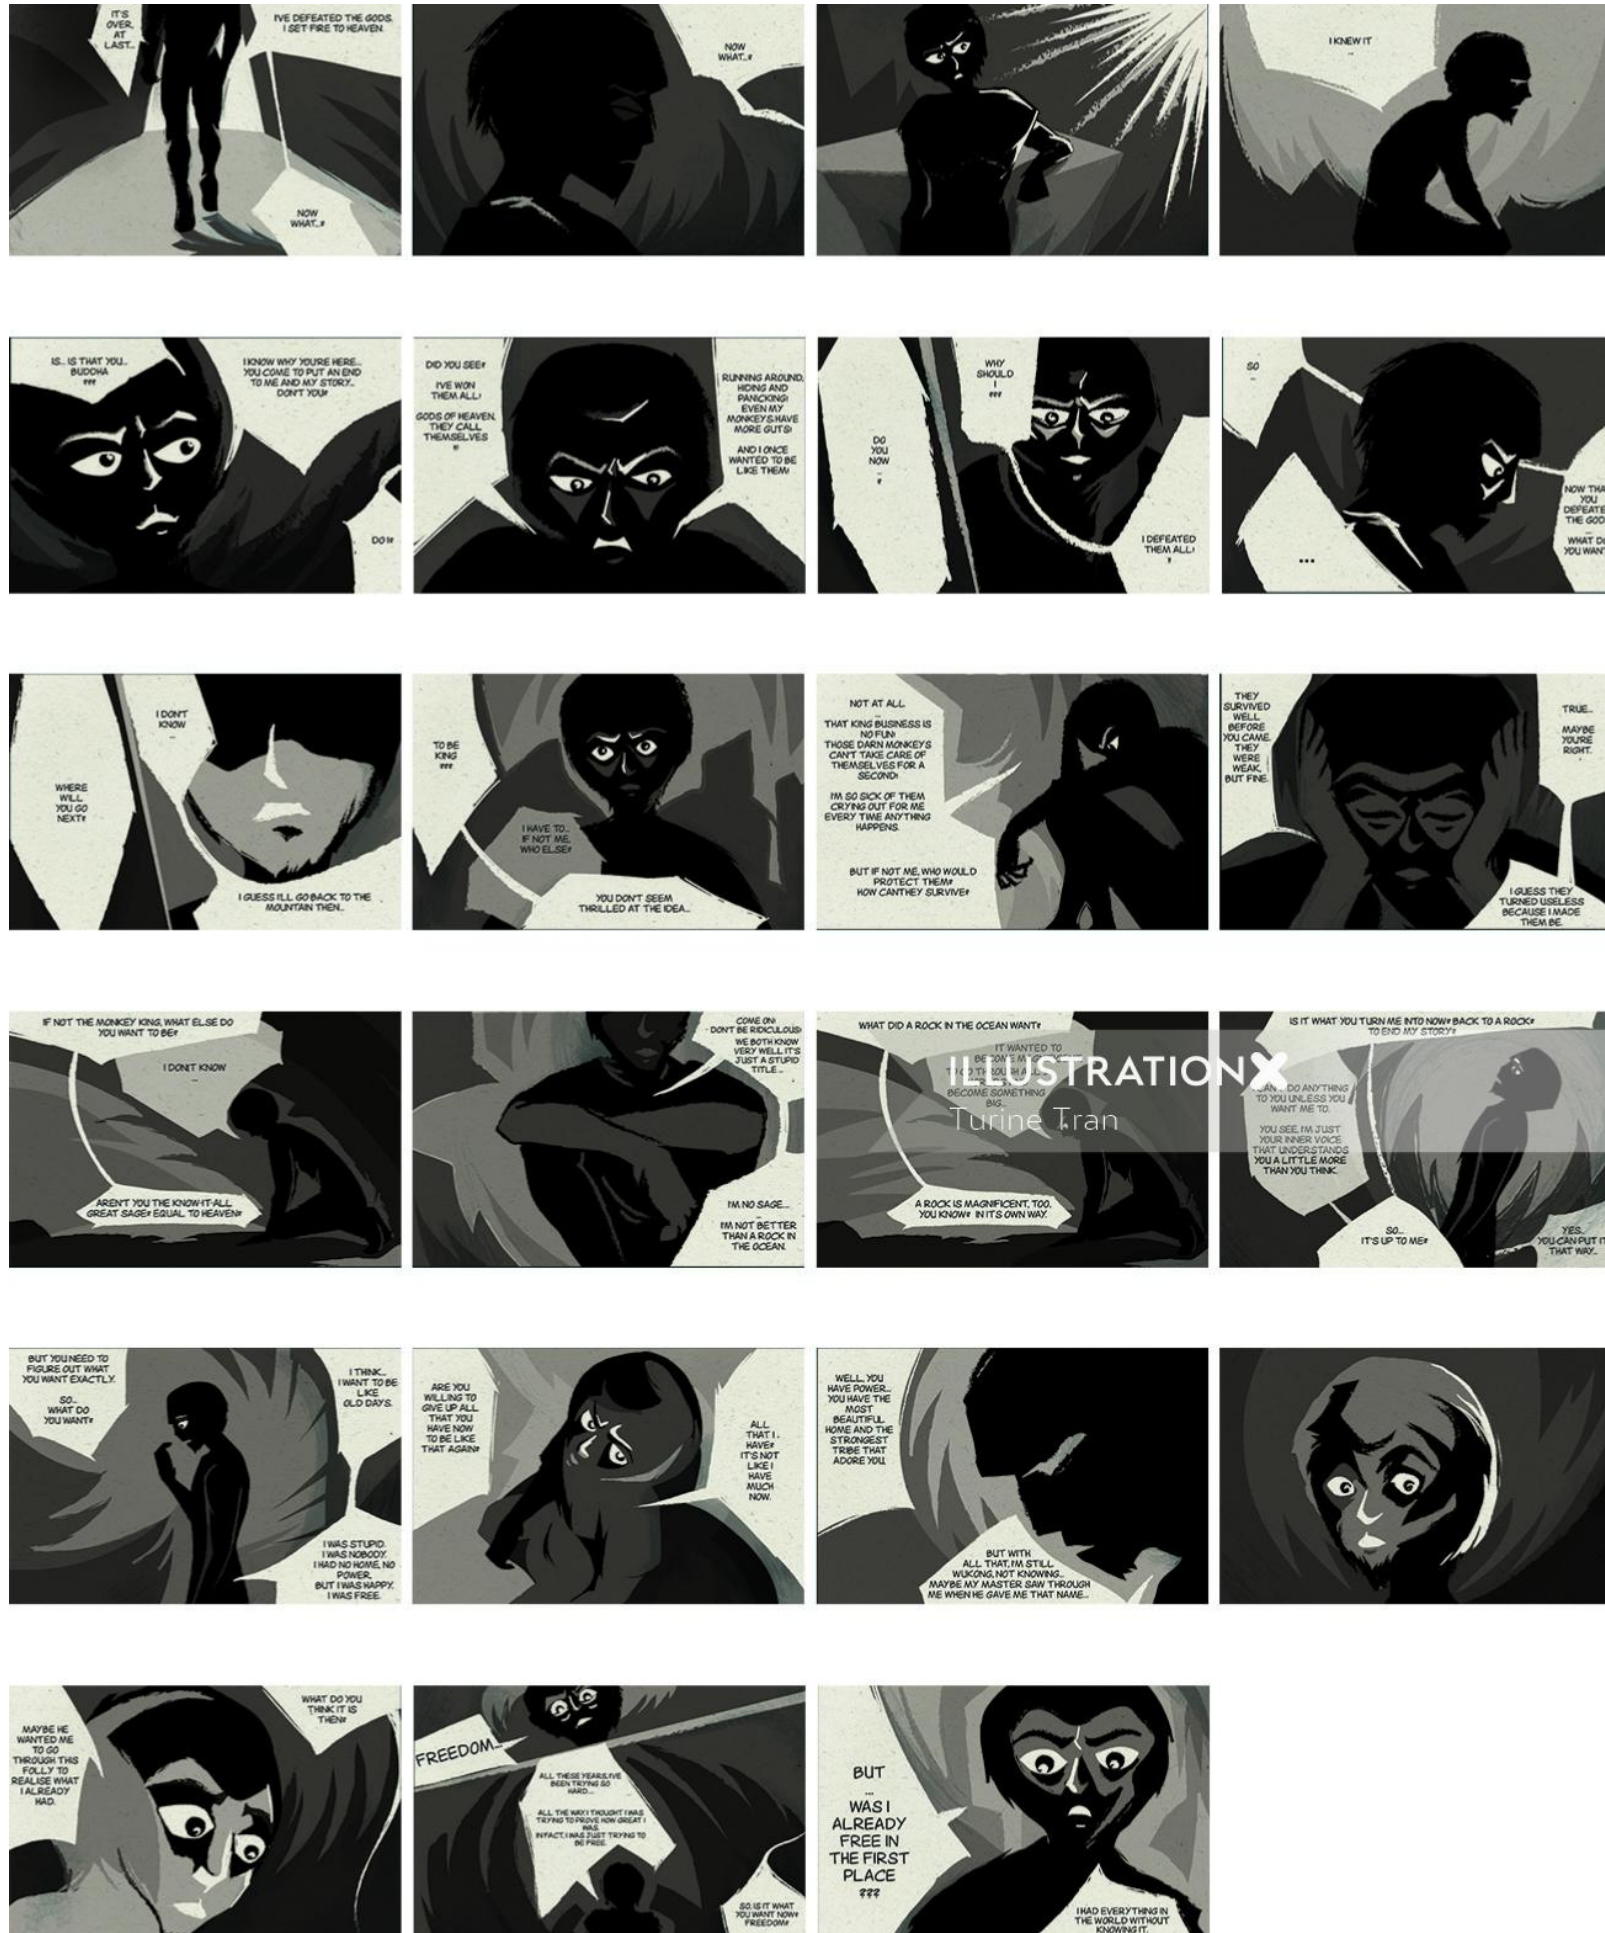 IT'S
OVER,
AT
LAST...
I'VE DEFEATED THE GODS.
I SET FIRE TO HEAVEN.
NOW
WHAT...?
NOW
WHAT...?
I KNEW IT
...
IS... IS THAT YOU...
BUDDHA
???
I KNOW WHY YOU'RE HERE...
YOU COME TO PUT AN END
TO ME AND MY STORY...
DON'T YOU?
DO I?
DID YOU SEE?
I'VE WON
THEM ALL!
GODS OF HEAVEN,
THEY CALL
THEMSELVES
!!
RUNNING AROUND,
HIDING AND
PANICKING!
EVEN MY
MONKEYS HAVE
MORE GUTS!
AND I ONCE
WANTED TO BE
LIKE THEM!
DO
YOU
NOW
...
?
WHY
SHOULD
I
???
I DEFEATED
THEM ALL!
?
SO
...
...
NOW THA
YOU
DEFEATE
THE GOD
...
WHAT DO
YOU WAN
WHERE
WILL
YOU GO
NEXT?
I DON'T
KNOW
...
I GUESS I'LL GO BACK TO THE
MOUNTAIN THEN...
TO BE
KING
???
I HAVE TO...
IF NOT ME,
WHO ELSE?
YOU DON'T SEEM
THRILLED AT THE IDEA...
NOT AT ALL
...
THAT KING BUSINESS IS
NO FUN!
THOSE DARN MONKEYS
CAN'T TAKE CARE OF
THEMSELVES FOR A
SECOND!
I'M SO SICK OF THEM
CRYING OUT FOR ME
EVERY TIME ANYTHING
HAPPENS.
BUT IF NOT ME, WHO WOULD
PROTECT THEM?
HOW CANTHEY SURVIVE?
THEY
SURVIVED
WELL
BEFORE
YOU CAME.
THEY
WERE
WEAK,
BUT FINE.
TRUE...
MAYBE
YOU'RE
RIGHT.
I GUESS THEY
TURNED USELESS
BECAUSE I MADE
THEM BE.
IF NOT THE MONKEY KING, WHAT ELSE DO
YOU WANT TO BE?
I DON'T KNOW
...
AREN'T YOU THE KNOW-IT-ALL
GREAT SAGE? EQUAL TO HEAVEN?
COME ON!
DON'T BE RIDICULOUS!
WE BOTH KNOW
VERY WELL IT'S
JUST A STUPID
TITLE...
I'M NO SAGE...
...
I'M NOT BETTER
THAN A ROCK IN
THE OCEAN.
WHAT DID A ROCK IN THE OCEAN WANT?
IT WANTED TO
BECOME
TO GO THROUGH ALL
BECOME SOMETHING
BIG...
A ROCK IS MAGNIFICENT, TOO,
YOU KNOW? IN ITS OWN WAY.
IS IT WHAT YOU TURN ME INTO NOW? BACK TO A ROCK?
TO END MY STORY?
I CAN'T DO ANYTHING
TO YOU UNLESS YOU
WANT ME TO.
YOU SEE, I'M JUST
YOUR INNER VOICE
THAT UNDERSTANDS
YOU A LITTLE MORE
THAN YOU THINK.
SO...
IT'S UP TO ME?
YES...
YOU CAN PUT IT
THAT WAY...
ILLUSTRATIONX
Turine Tran
BUT YOU NEED TO
FIGURE OUT WHAT
YOU WANT EXACTLY.
SO...
WHAT DO
YOU WANT?
I THINK...
I WANT TO BE
LIKE
OLD DAYS.
I WAS STUPID.
I WAS NOBODY.
I HAD NO HOME, NO
POWER,
BUT I WAS HAPPY.
I WAS FREE.
ARE YOU
WILLING TO
GIVE UP ALL
THAT YOU
HAVE NOW
TO BE LIKE
THAT AGAIN?
ALL
THAT I
HAVE?
IT'S NOT
LIKE I
HAVE
MUCH
NOW.
WELL, YOU
HAVE POWER...
YOU HAVE THE
MOST
BEAUTIFUL
HOME AND THE
STRONGEST
TRIBE THAT
ADORE YOU.
BUT WITH
ALL THAT, I'M STILL
WUKONG, NOT KNOWING...
MAYBE MY MASTER SAW THROUGH
ME WHEN HE GAVE ME THAT NAME...
MAYBE HE
WANTED ME
TO GO
THROUGH THIS
FOLLY TO
REALISE WHAT
I ALREADY
HAD.
WHAT DO YOU
THINK IT IS
THEN?
FREEDOM...
ALL THESE YEARS, I'VE
BEEN TRYING SO
HARD...
ALL THE WAY I THOUGHT I WAS
TRYING TO PROVE HOW GREAT I
WAS.
IN FACT, I WAS JUST TRYING TO
BE FREE.
SO, IS IT WHAT
YOU WANT NOW?
FREEDOM?
BUT
...
WAS I
ALREADY
FREE IN
THE FIRST
PLACE
???
I HAD EVERYTHING IN
THE WORLD WITHOUT
KNOWING IT.